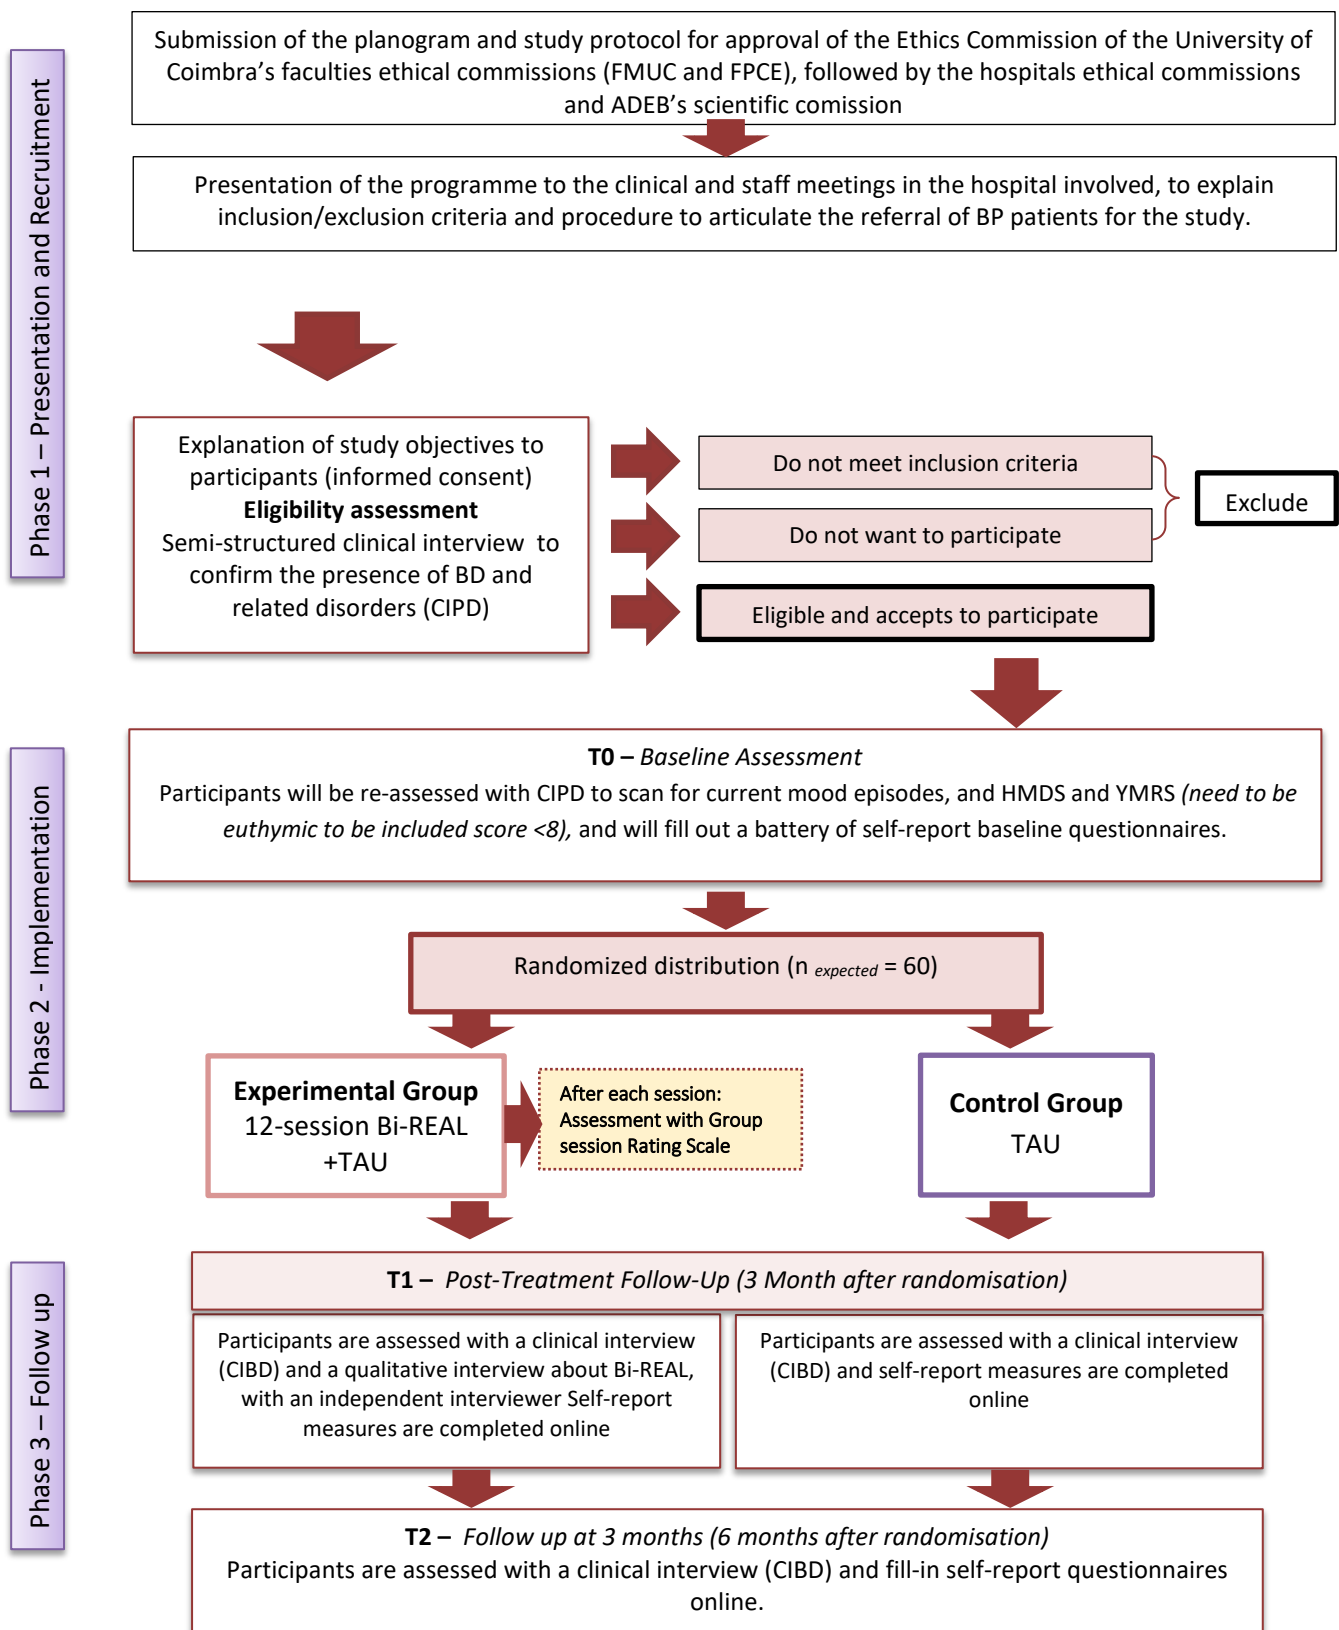 Phase 1 – Presentation and Recruitment
Submission of the planogram and study protocol for approval of the Ethics Commission of the University of
Coimbra's faculties ethical commissions (FMUC and FPCE), followed by the hospitals ethical commissions
and ADEB's scientific comission
Presentation of the programme to the clinical and staff meetings in the hospital involved, to explain
inclusion/exclusion criteria and procedure to articulate the referral of BP patients for the study.
Explanation of study objectives to
participants (informed consent)
Eligibility assessment
Semi-structured clinical interview to
confirm the presence of BD and
related disorders (CIPD)
Do not meet inclusion criteria
Do not want to participate
Exclude
Eligible and accepts to participate
Phase 2 - Implementation
T0 – Baseline Assessment
Participants will be re-assessed with CIPD to scan for current mood episodes, and HMDS and YMRS (need to be
euthymic to be included score <8), and will fill out a battery of self-report baseline questionnaires.
Randomized distribution (n expected = 60)
Experimental Group
12-session Bi-REAL
+TAU
After each session:
Assessment with Group
session Rating Scale
Control Group
TAU
Phase 3 – Follow up
T1 – Post-Treatment Follow-Up (3 Month after randomisation)
Participants are assessed with a clinical interview
(CIBD) and a qualitative interview about Bi-REAL,
with an independent interviewer Self-report
measures are completed online
Participants are assessed with a clinical interview
(CIBD) and self-report measures are completed
online
T2 – Follow up at 3 months (6 months after randomisation)
Participants are assessed with a clinical interview (CIBD) and fill-in self-report questionnaires
online.